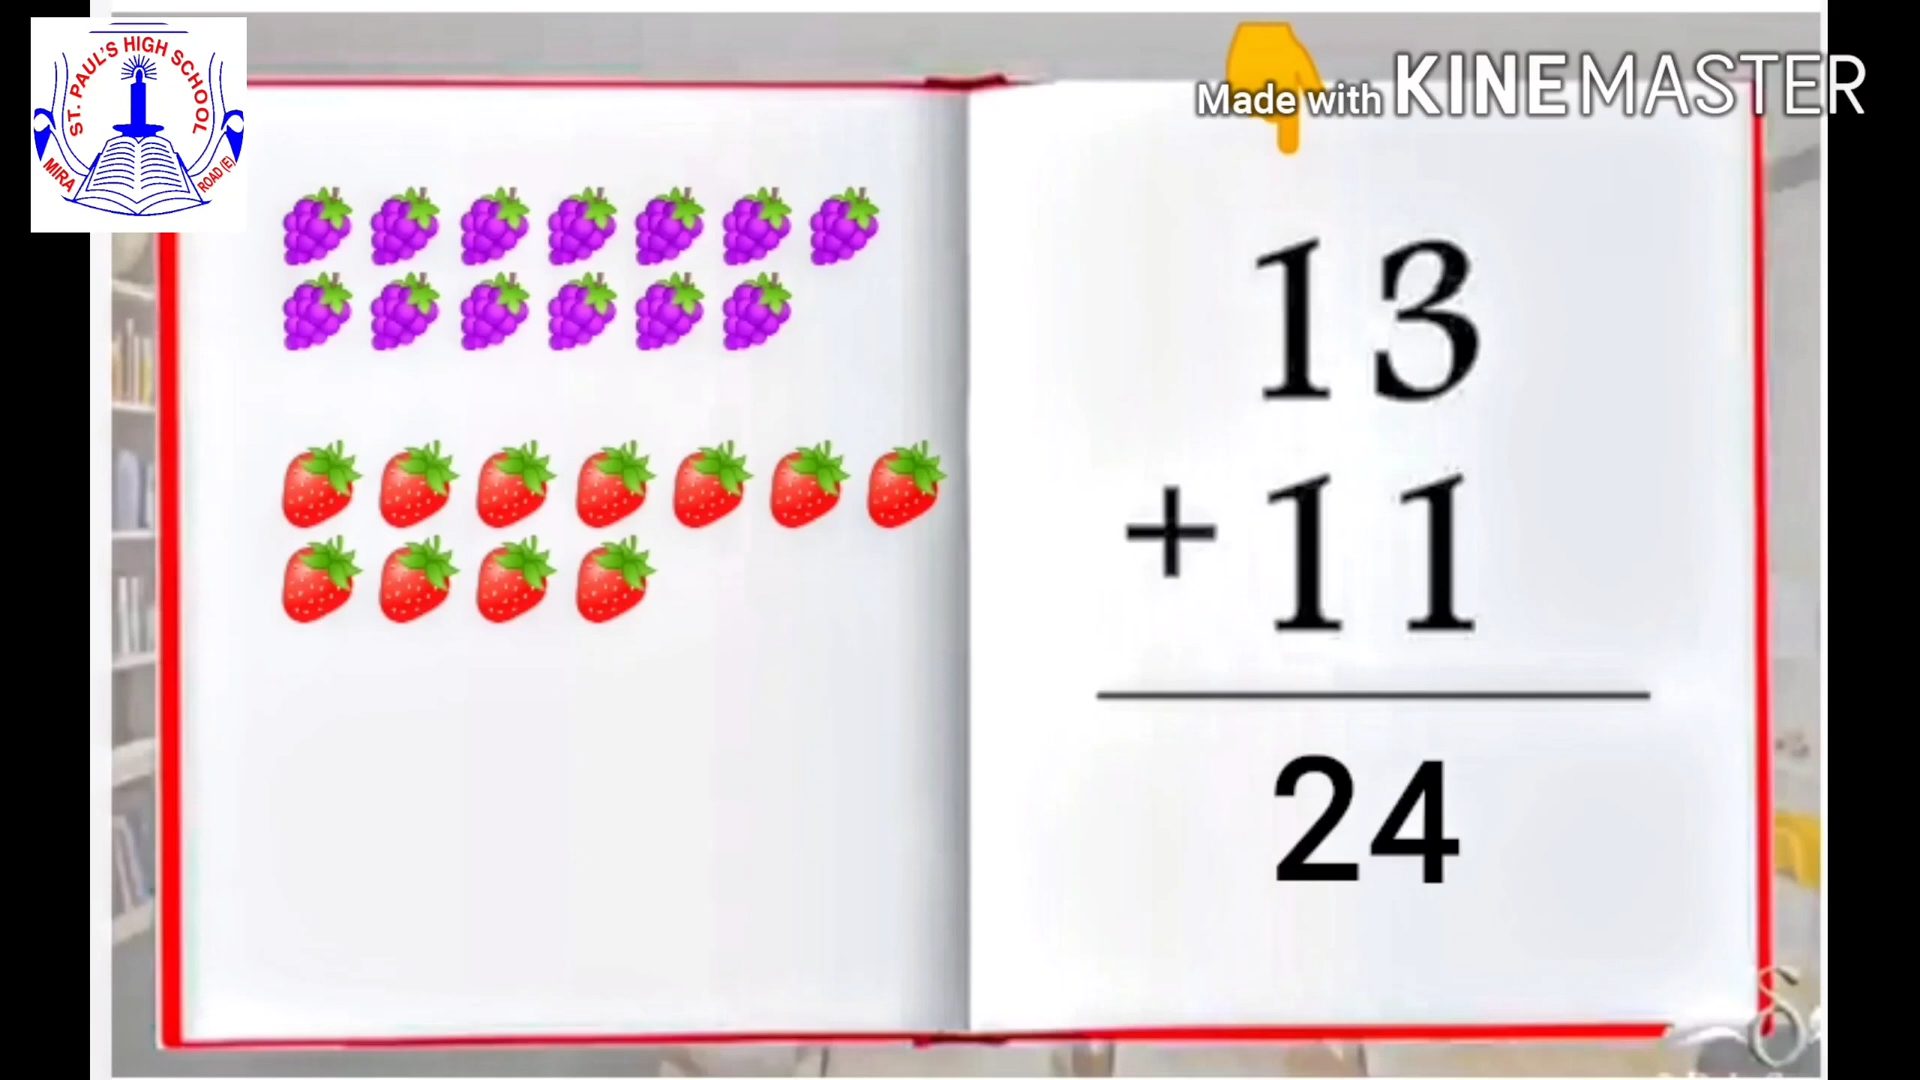 ST. PAUL'S HIGH SCHOOL
MIRA ROAD (E)
Made with KINEMASTER
13
+ 11
24